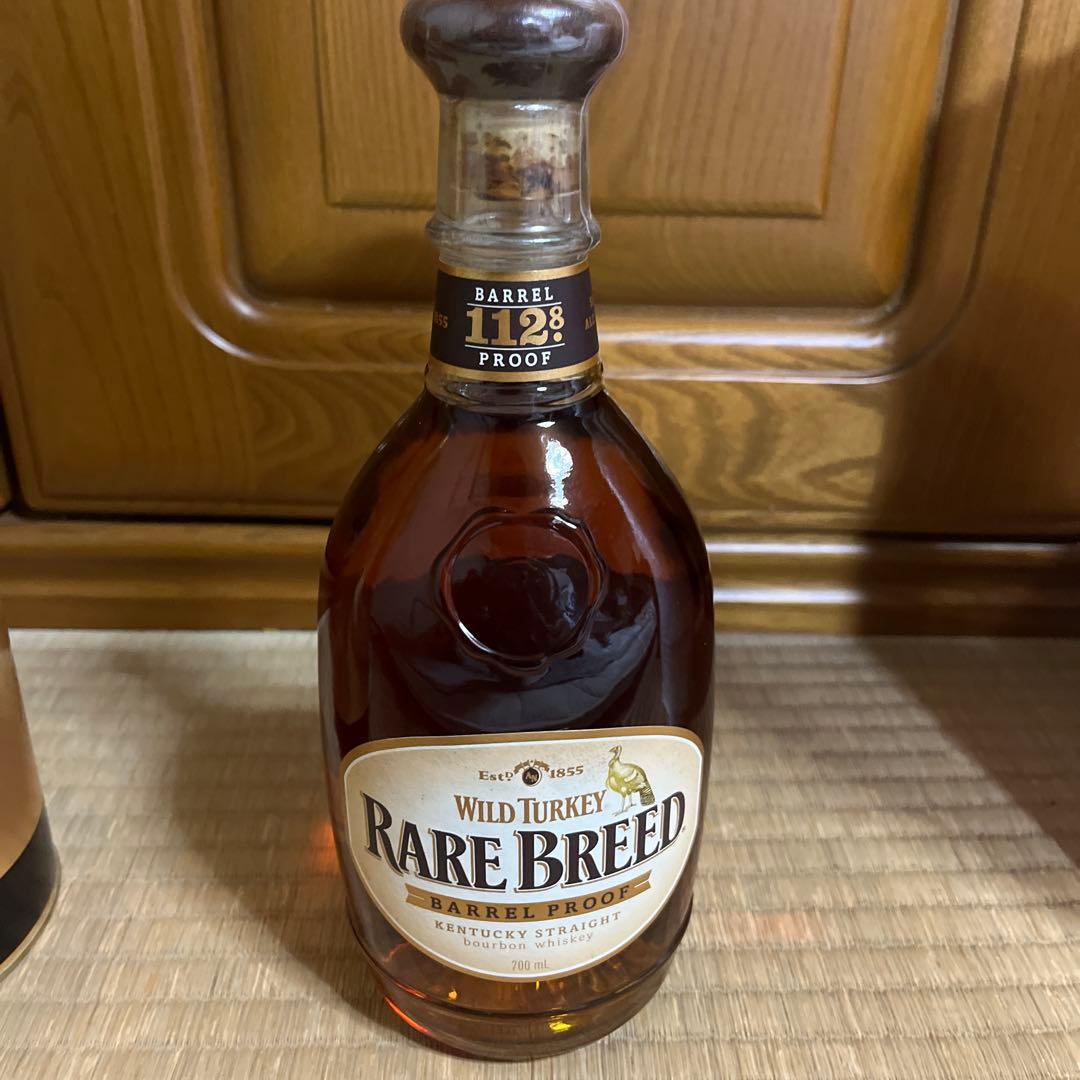 BARREL
112.8
PROOF
Estᴰ. 1855
WILD TURKEY
RARE BREED
BARREL PROOF
KENTUCKY STRAIGHT
bourbon whiskey
700 mL